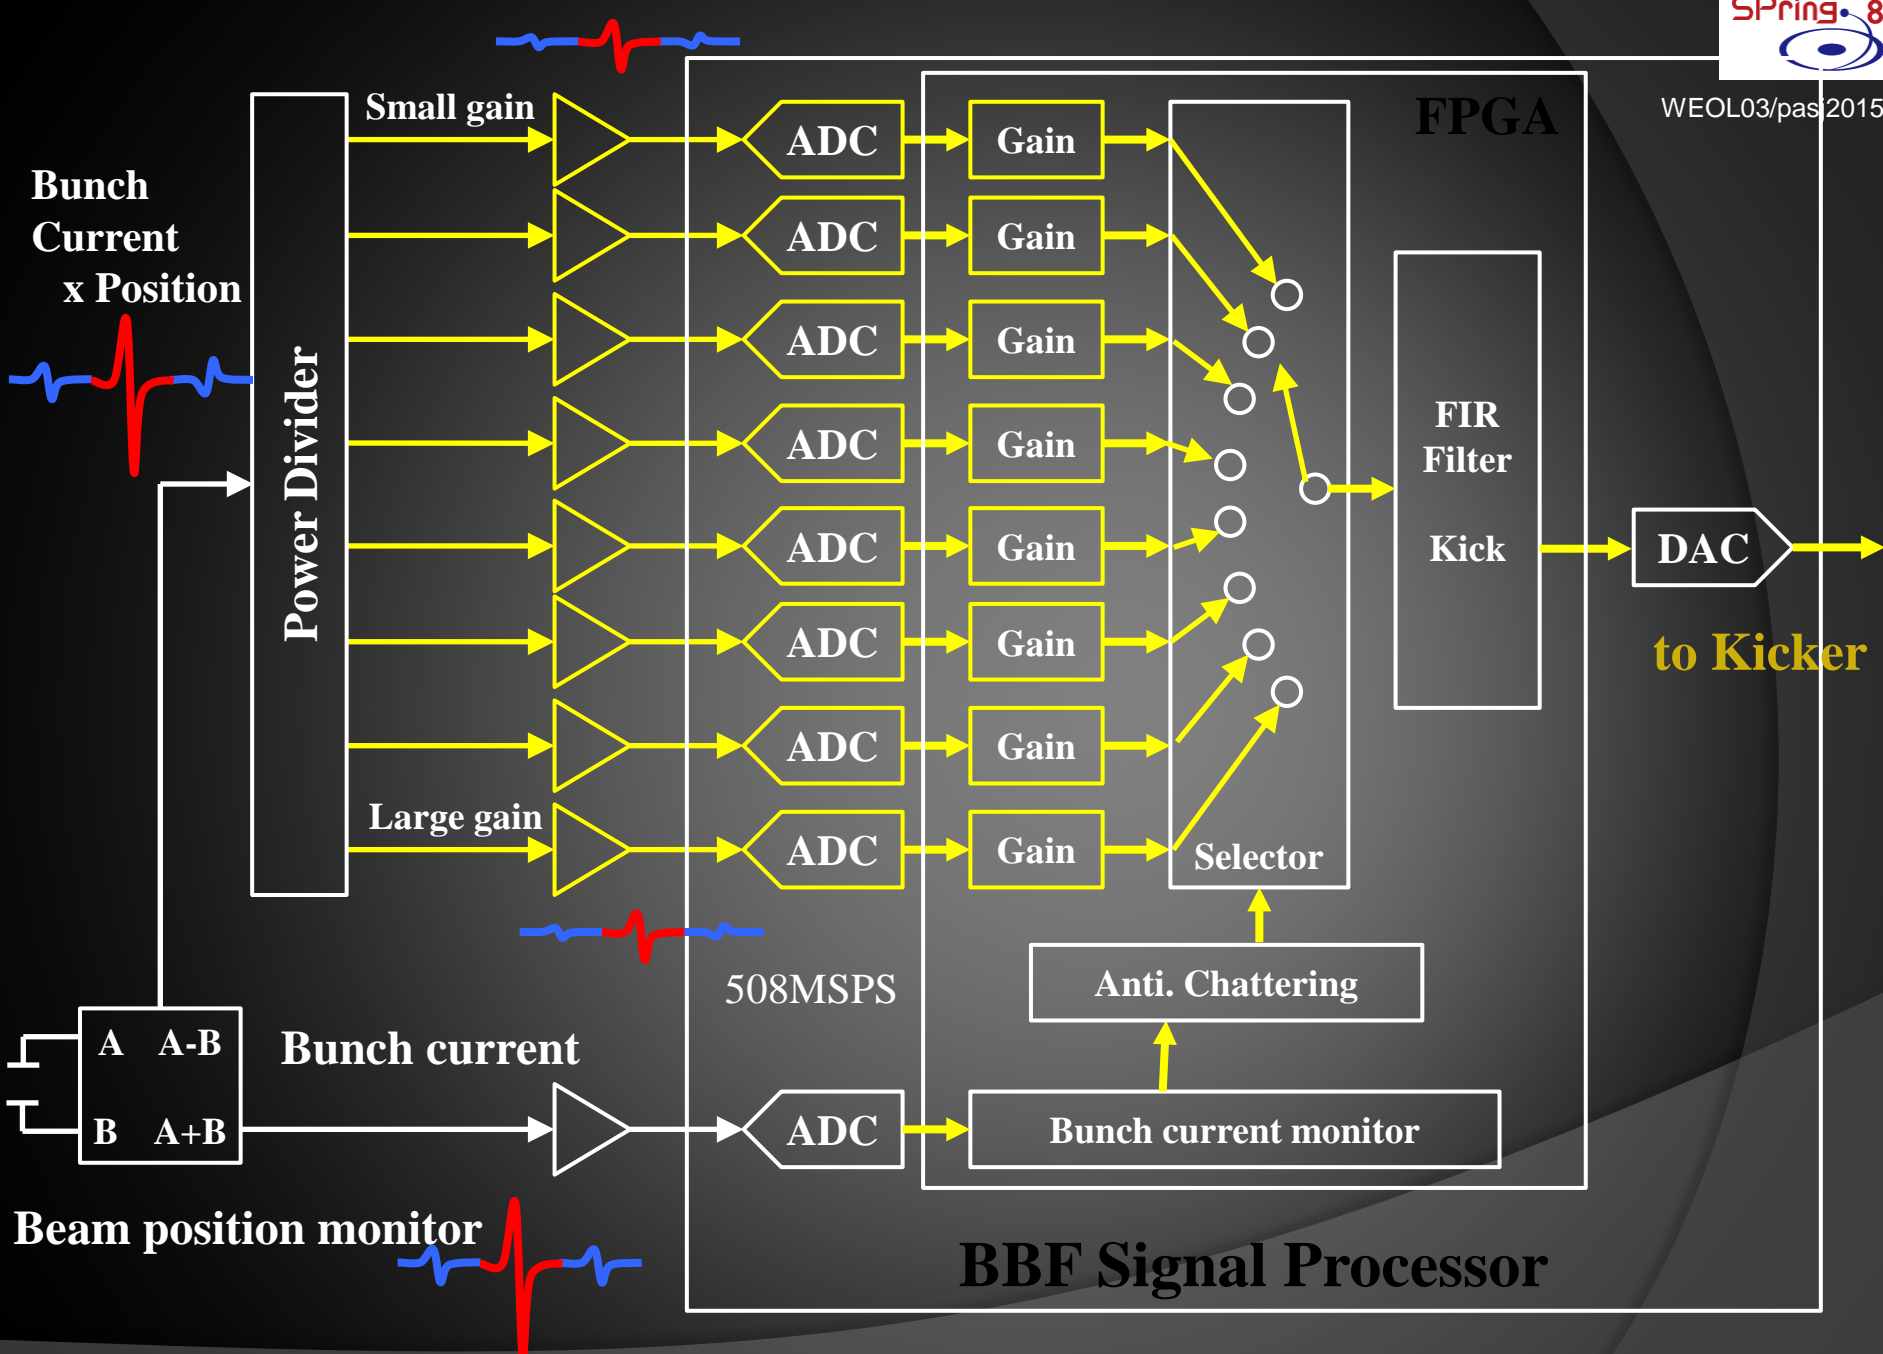 SPring-8
WEOL03/pasj2015
FPGA
Small gain
Bunch
Current
x Position
Power Divider
ADC
Gain
ADC
Gain
ADC
Gain
ADC
Gain
ADC
Gain
ADC
Gain
ADC
Gain
Large gain
ADC
Gain
Selector
FIR
Filter
Kick
DAC
to Kicker
508MSPS
Anti. Chattering
A A-B
B A+B
Bunch current
ADC
Bunch current monitor
Beam position monitor
BBF Signal Processor